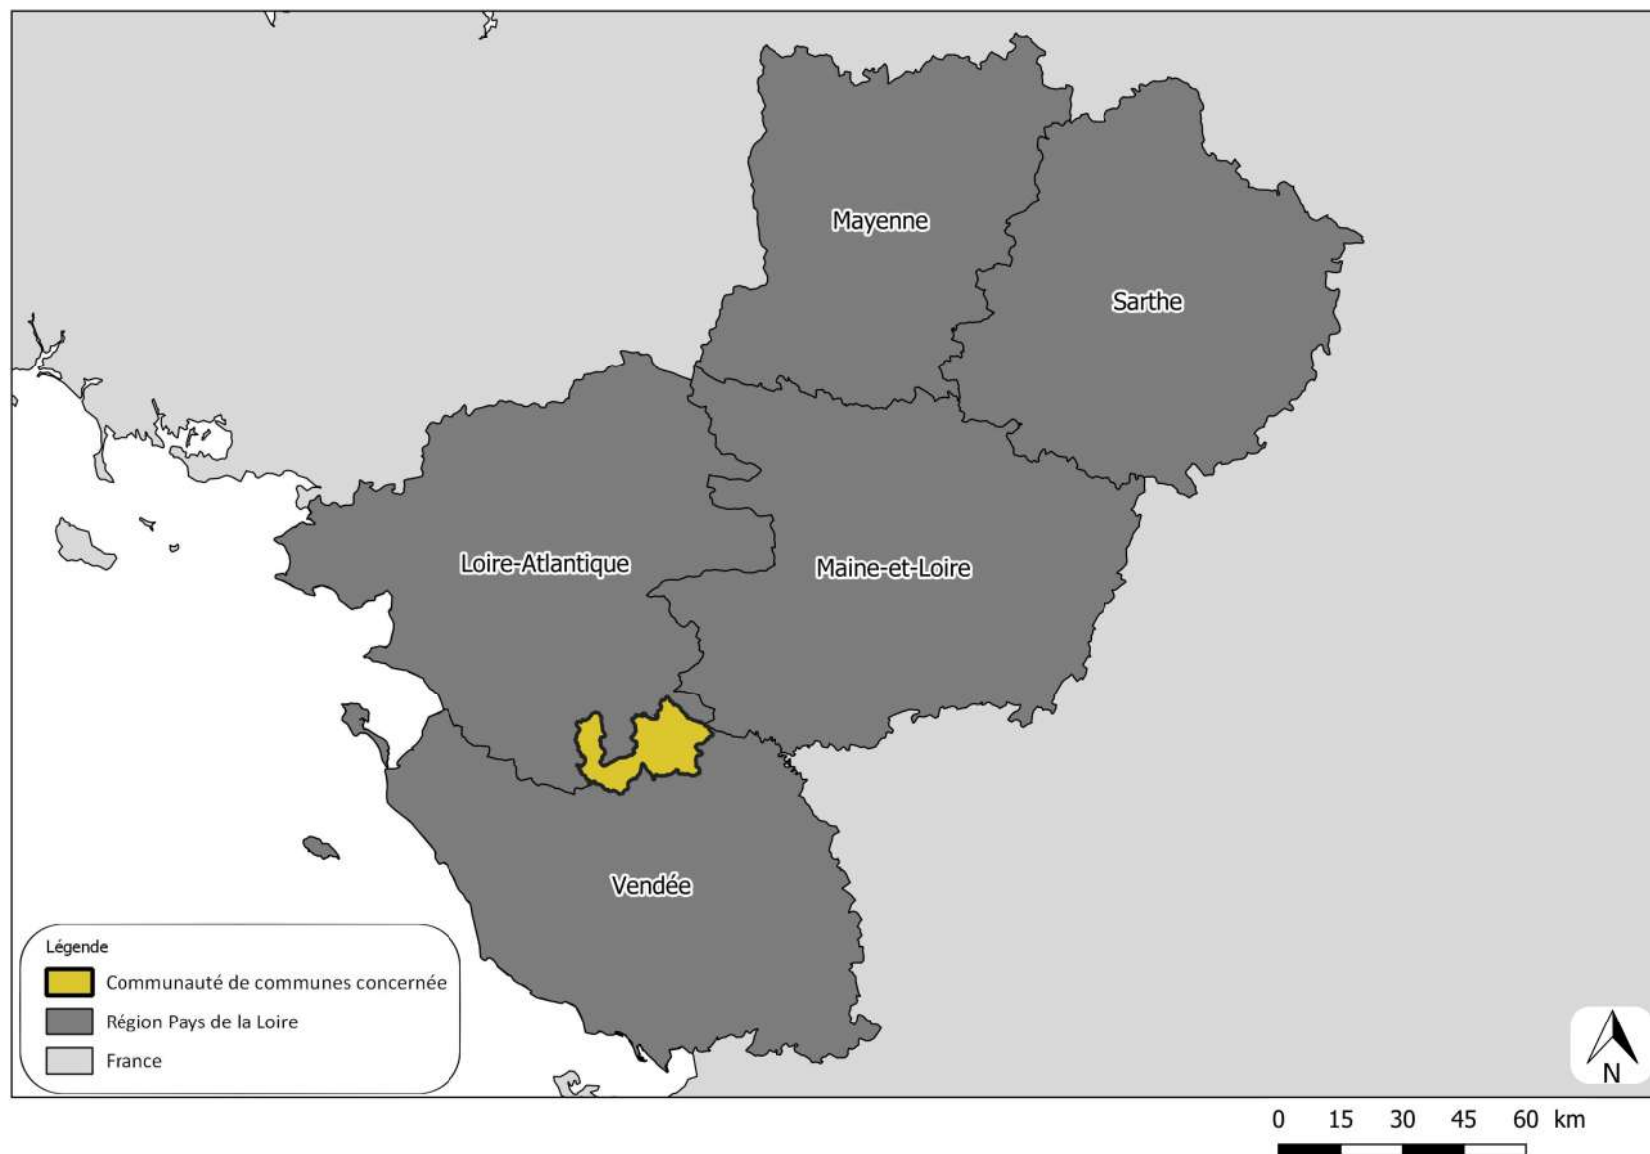 Mayenne
Sarthe
Loire-Atlantique
Maine-et-Loire
Vendée
Légende
Communauté de communes concernée
Région Pays de la Loire
France
N
0 15 30 45 60 km